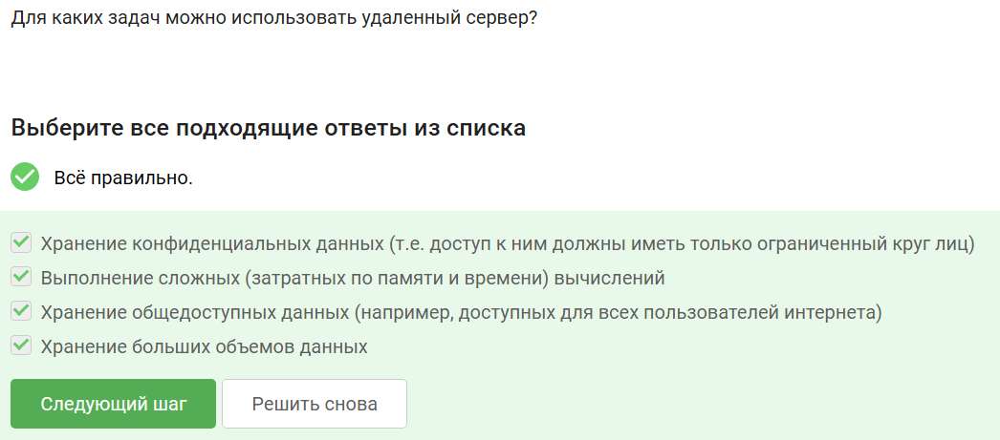 Для каких задач можно использовать удаленный сервер?
Выберите все подходящие ответы из списка
Всё правильно.
Хранение конфиденциальных данных (т.е. доступ к ним должны иметь только ограниченный круг лиц)
Выполнение сложных (затратных по памяти и времени) вычислений
Хранение общедоступных данных (например, доступных для всех пользователей интернета)
Хранение больших объемов данных
Следующий шаг
Решить снова